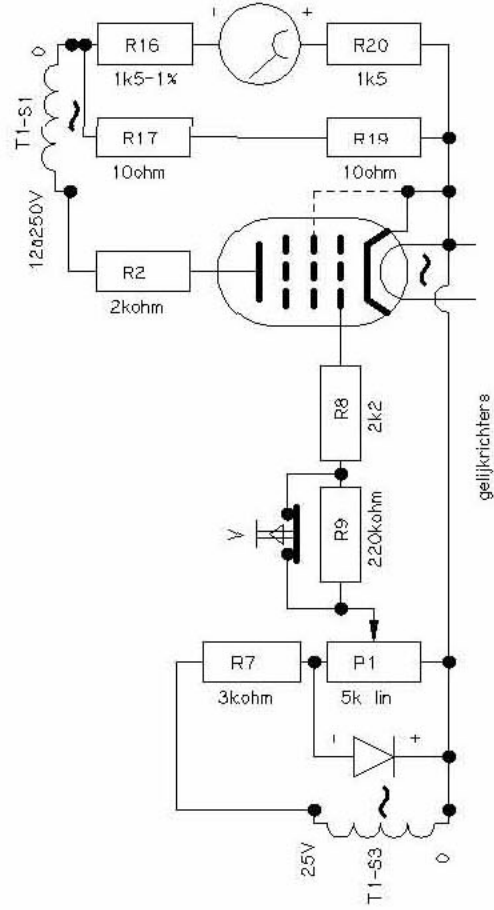 T1-S1
0
12à250V
R16
1k5-1%
-
+
R20
1k5
R17
10ohm
R19
10ohm
R2
2kohm
R8
2k2
V
R9
220kohm
gelijkrichters
R7
3kohm
P1
5k lin
-
+
25V
T1-S3
0